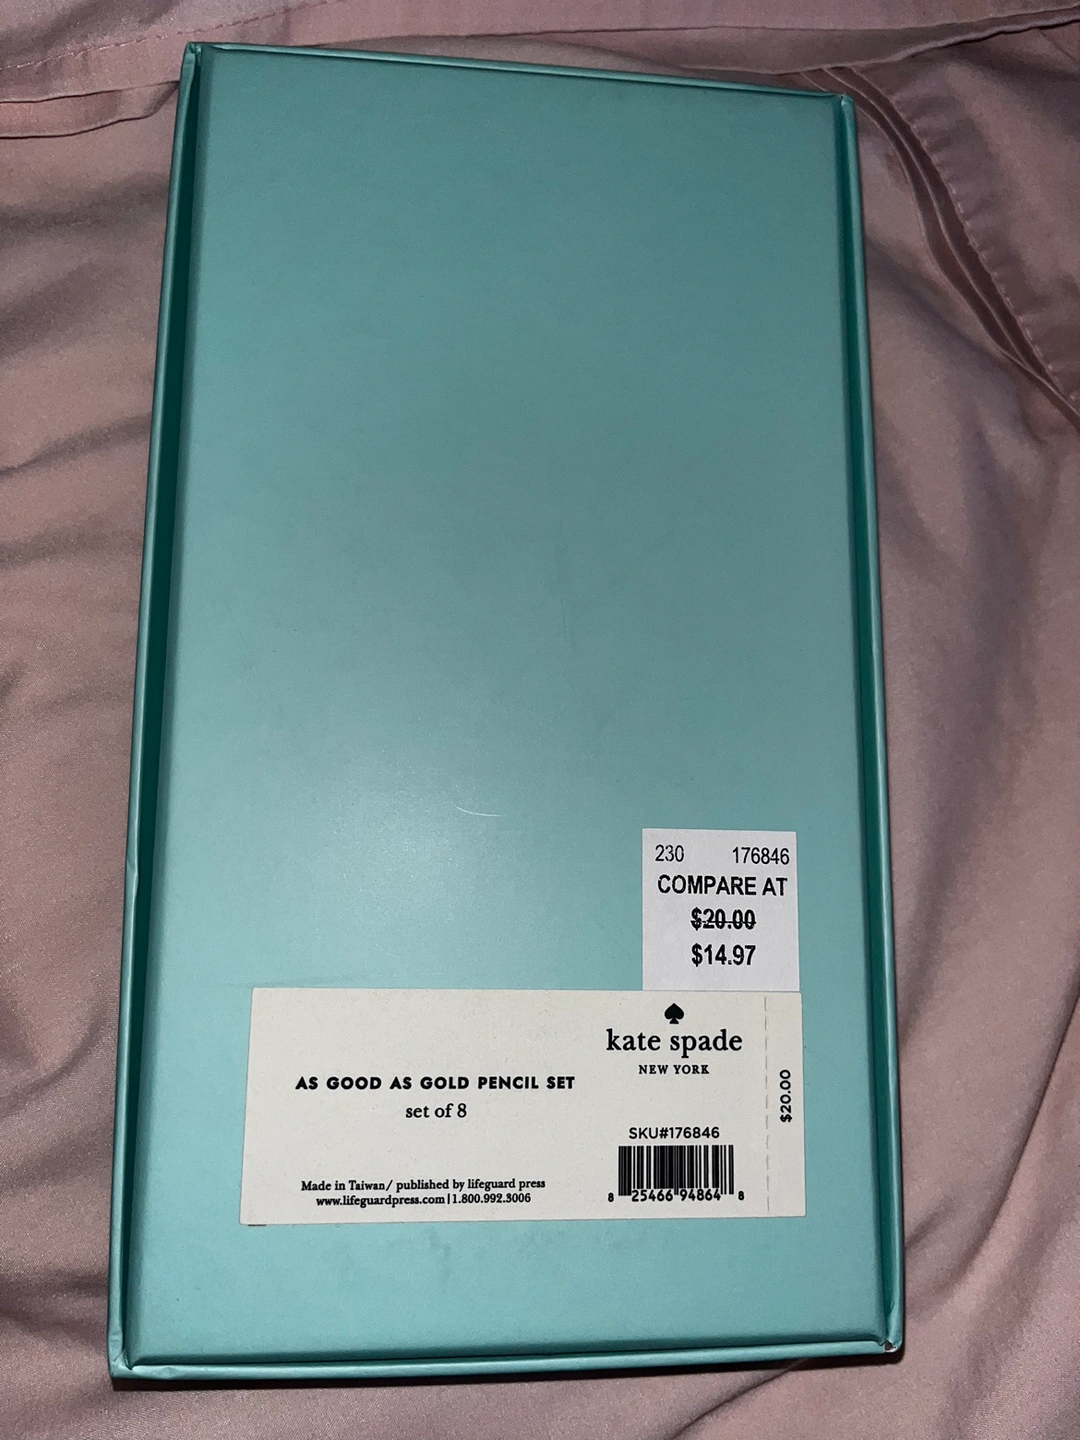 230 176846
COMPARE AT
$20.00
$14.97
kate spade
NEW YORK
AS GOOD AS GOLD PENCIL SET
set of 8
$20.00
SKU#176846
8 25466 94864 8
Made in Taiwan/ published by lifeguard press
www.lifeguardpress.com | 1.800.992.3006